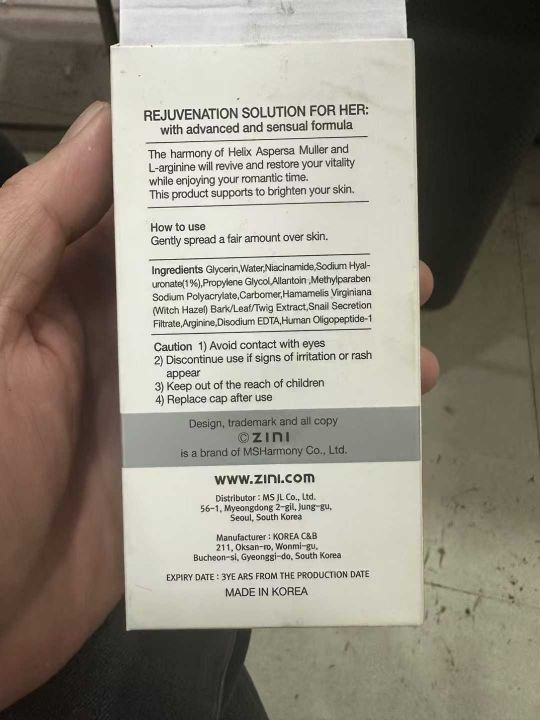 REJUVENATION SOLUTION FOR HER:
with advanced and sensual formula
The harmony of Helix Aspersa Muller and
L-arginine will revive and restore your vitality
while enjoying your romantic time.
This product supports to brighten your skin.
How to use
Gently spread a fair amount over skin.
Ingredients Glycerin,Water,Niacinamide,Sodium Hyal-
uronate(1%),Propylene Glycol,Allantoin ,Methylparaben
Sodium Polyacrylate,Carbomer,Hamamelis Virginiana
(Witch Hazel) Bark/Leaf/Twig Extract,Snail Secretion
Filtrate,Arginine,Disodium EDTA,Human Oligopeptide-1
Caution 1) Avoid contact with eyes
2) Discontinue use if signs of irritation or rash
appear
3) Keep out of the reach of children
4) Replace cap after use
Design, trademark and all copy
© ZINI
is a brand of MSHarmony Co., Ltd.
www.ZINI.com
Distributor : MS JL Co., Ltd.
56-1, Myeongdong 2-gil, Jung-gu,
Seoul, South Korea
Manufacturer : KOREA C&B
211, Oksan-ro, Wonmi-gu,
Bucheon-si, Gyeonggi-do, South Korea
EXPIRY DATE : 3YE ARS FROM THE PRODUCTION DATE
MADE IN KOREA